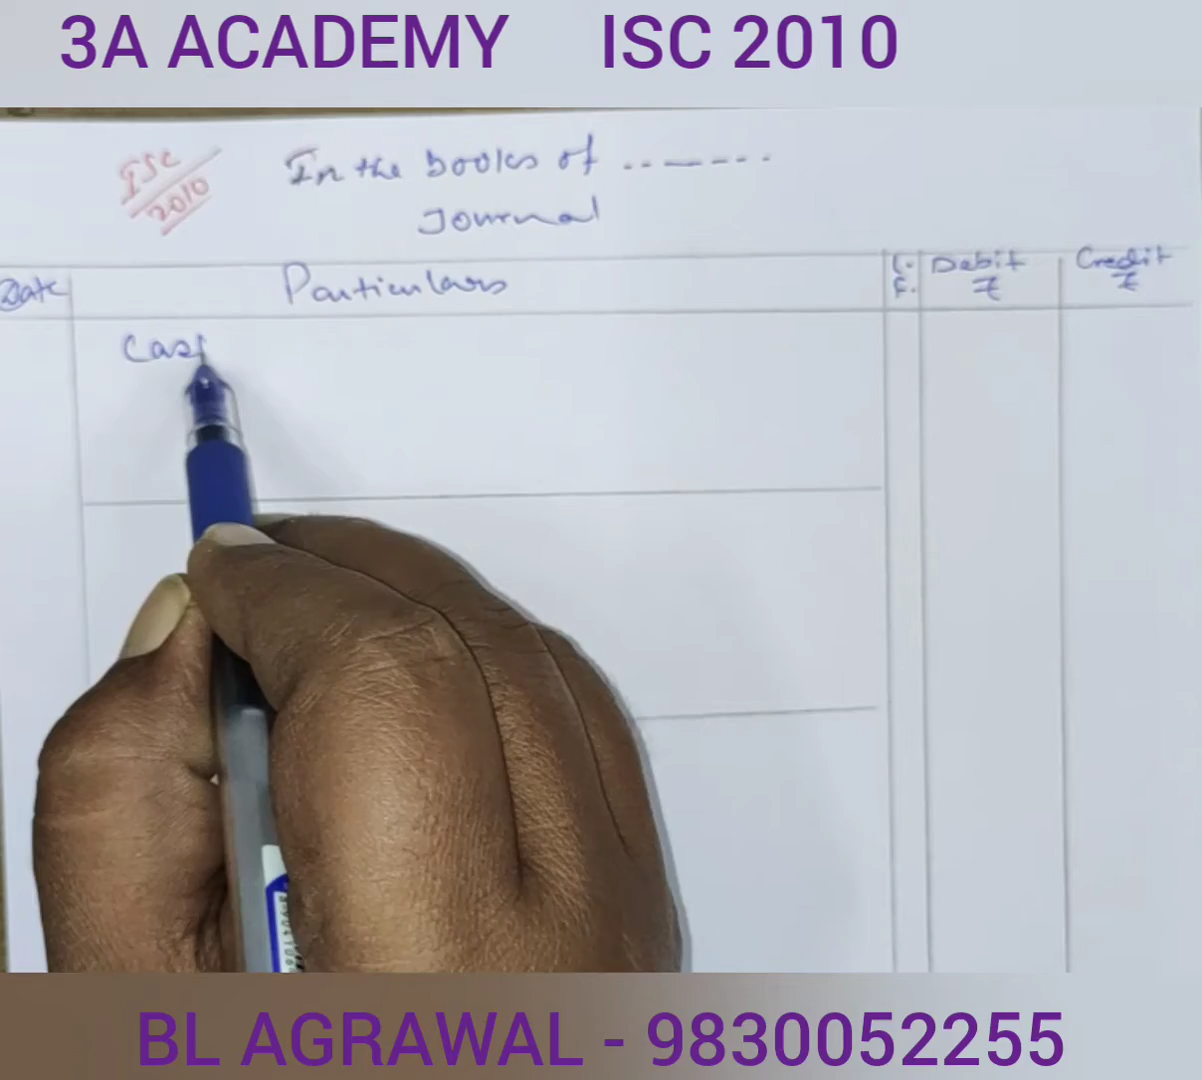 3A ACADEMY ISC 2010
ISC
2010
In the books of .. — — - - -
Journal
Date Particulars L.F. Debit ₹ Credit ₹
Cash
BL AGRAWAL - 9830052255